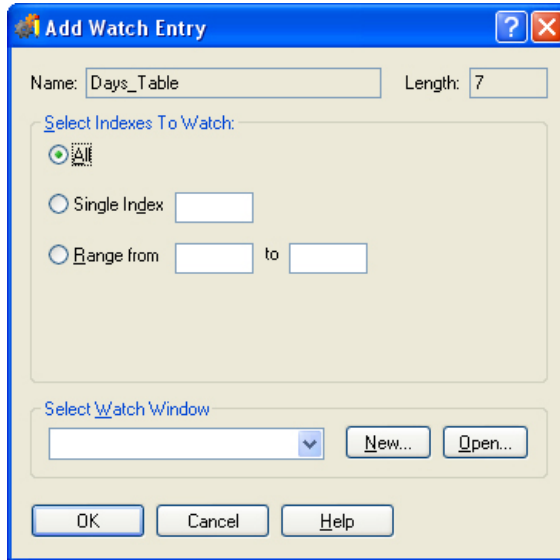 Add Watch Entry
Name: Days_Table Length: 7
Select Indexes To Watch:
All
Single Index
Range from to
Select Watch Window
New... Open...
OK Cancel Help